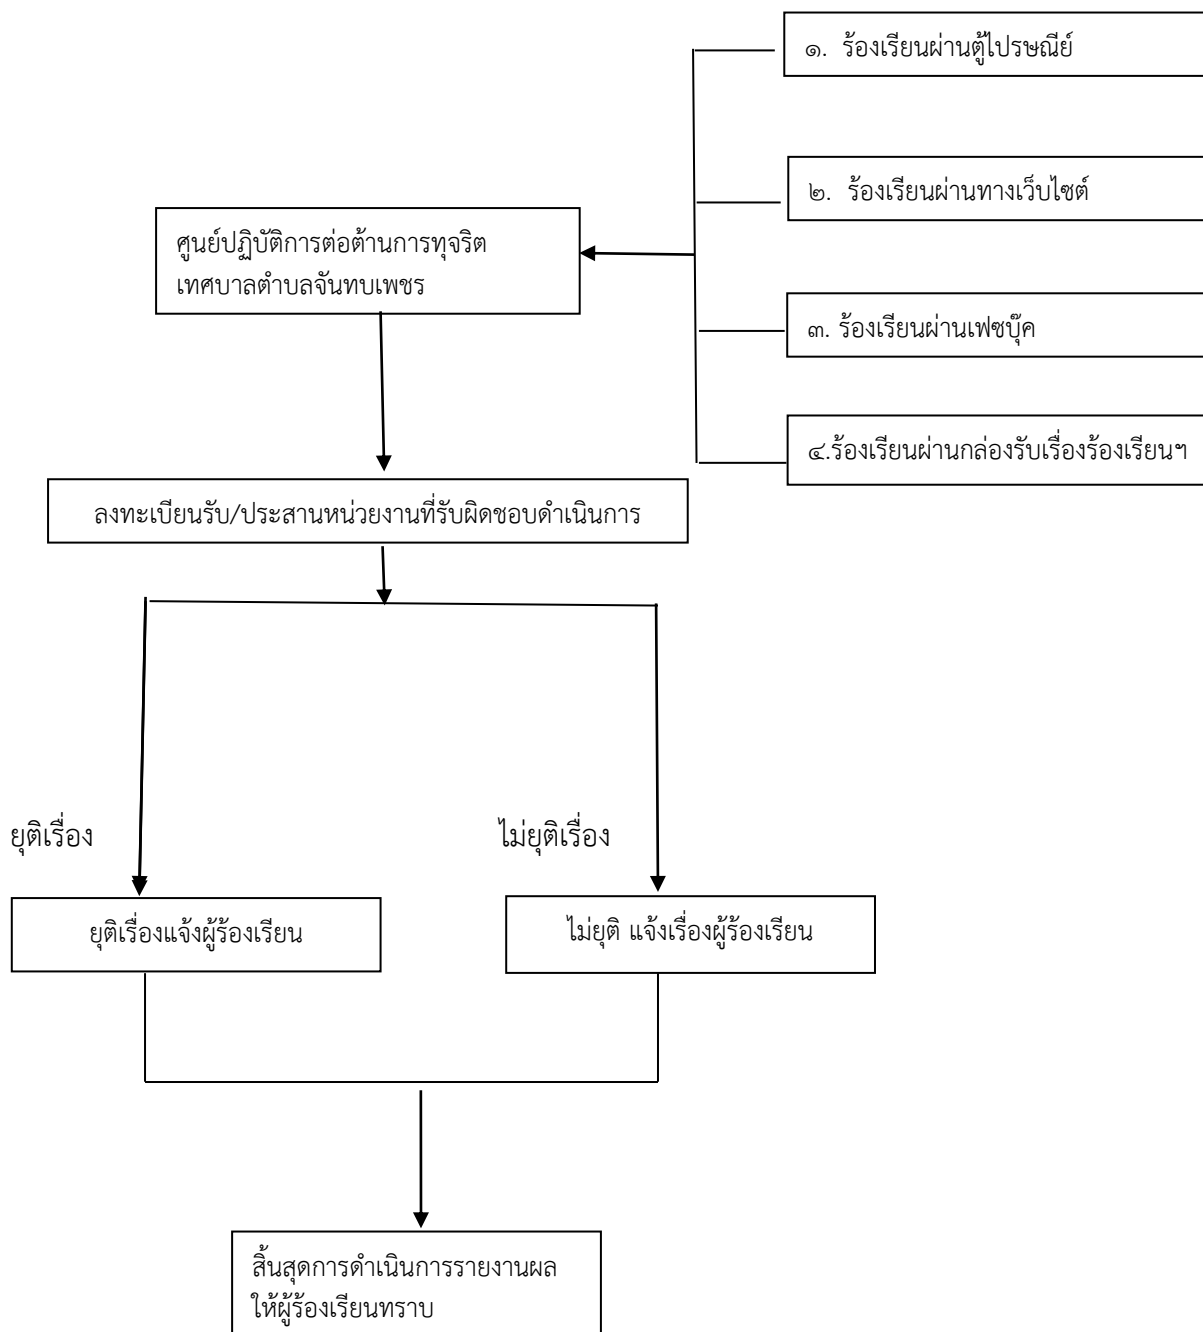 ๑. ร้องเรียนผ่านตู้ไปรษณีย์
๒. ร้องเรียนผ่านทางเว็บไซต์
ศูนย์ปฏิบัติการต่อต้านการทุจริต
เทศบาลตำบลจันทบเพชร
๓. ร้องเรียนผ่านเฟซบุ๊ค
๔.ร้องเรียนผ่านกล่องรับเรื่องร้องเรียนฯ
ลงทะเบียนรับ/ประสานหน่วยงานที่รับผิดชอบดำเนินการ
ยุติเรื่อง
ไม่ยุติเรื่อง
ยุติเรื่องแจ้งผู้ร้องเรียน
ไม่ยุติ แจ้งเรื่องผู้ร้องเรียน
สิ้นสุดการดำเนินการรายงานผล
ให้ผู้ร้องเรียนทราบ